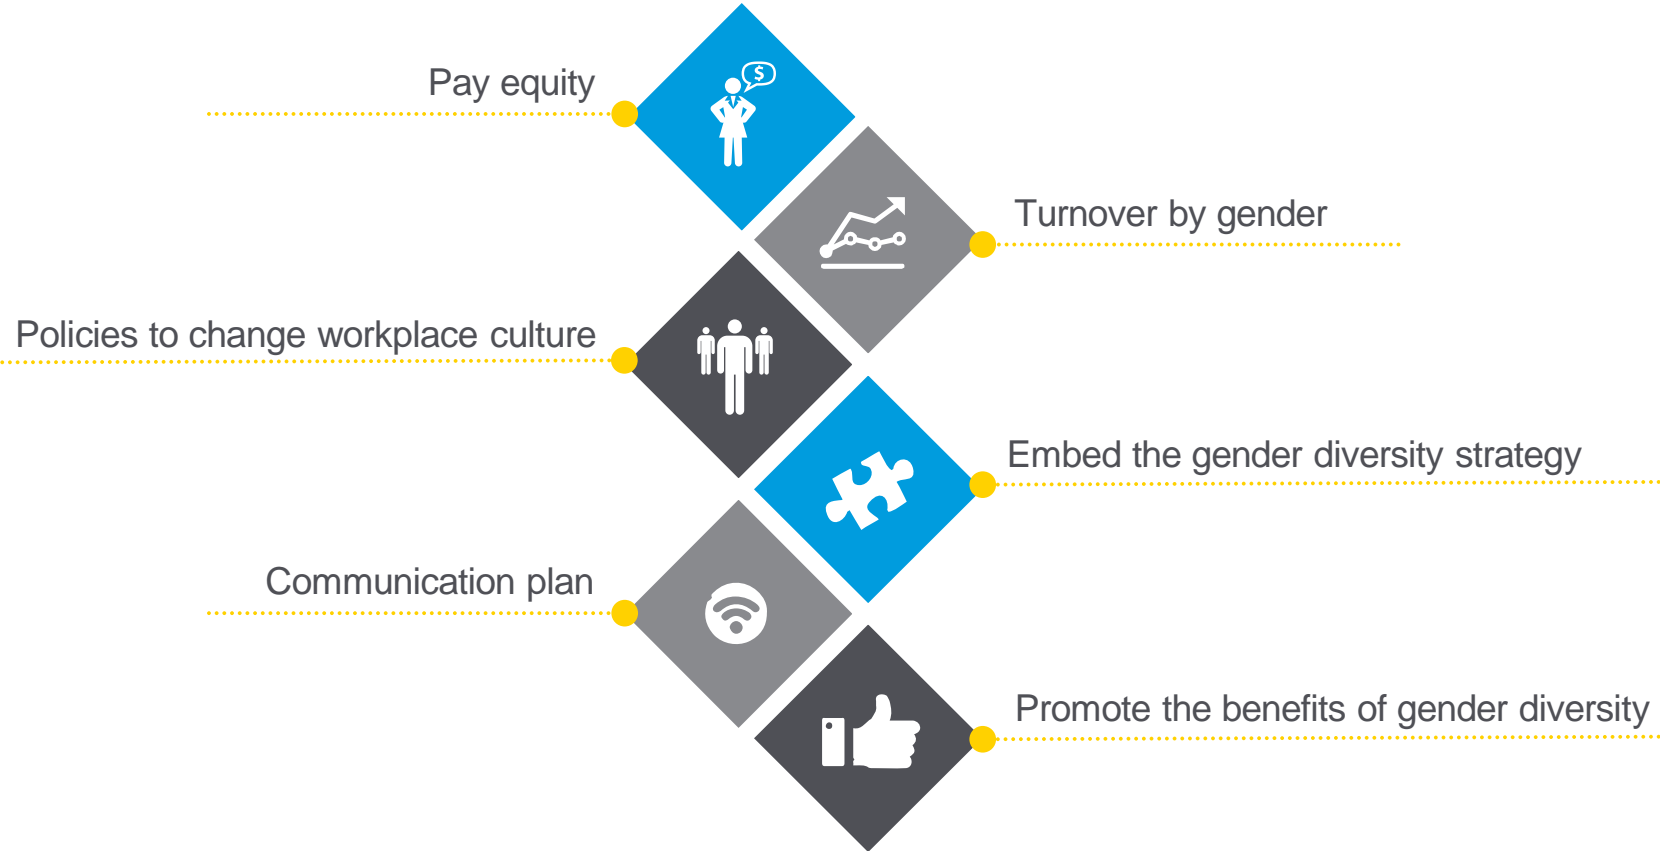 $
Pay equity
Turnover by gender
Policies to change workplace culture
Embed the gender diversity strategy
Communication plan
Promote the benefits of gender diversity